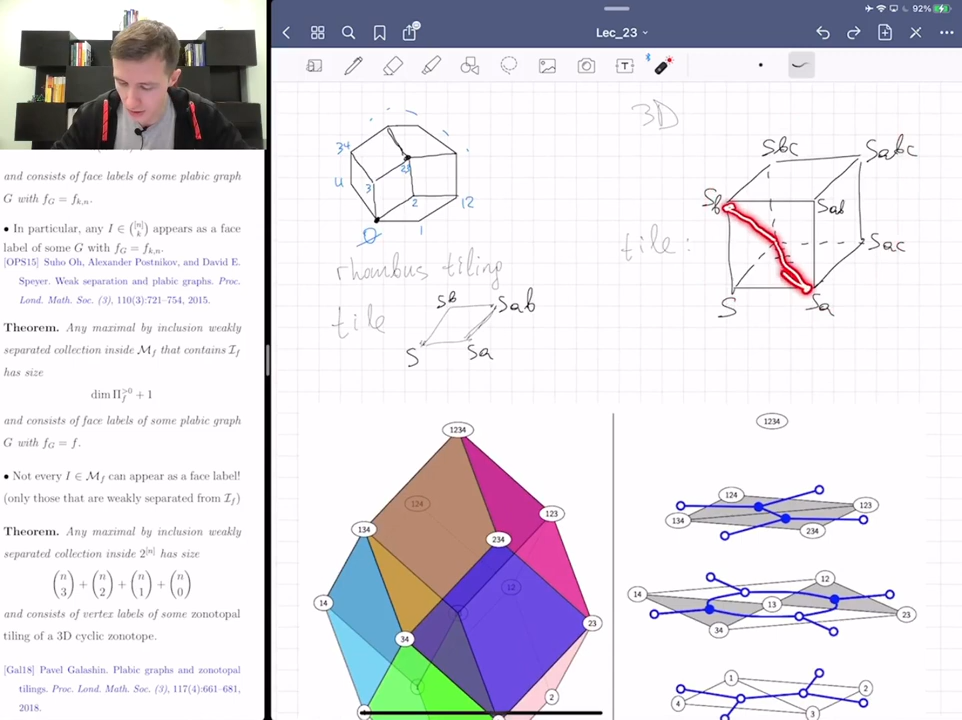 92%
Lec_23
and consists of face labels of some plabic graph
G with f_G = f_{k,n}.
• In particular, any I ∈ \binom{[n]}{k} appears as a face
label of some G with f_G = f_{k,n}.
[OPS15] Suho Oh, Alexander Postnikov, and David E.
Speyer. Weak separation and plabic graphs. Proc.
Lond. Math. Soc. (3), 110(3):721–754, 2015.
Theorem. Any maximal by inclusion weakly
separated collection inside M_f that contains I_f
has size
dim Π_f^{>0} + 1
and consists of face labels of some plabic graph
G with f_G = f.
• Not every I ∈ M_f can appear as a face label!
(only those that are weakly separated from I_f)
Theorem. Any maximal by inclusion weakly
separated collection inside 2^{[n]} has size
\binom{n}{3} + \binom{n}{2} + \binom{n}{1} + \binom{n}{0}
and consists of vertex labels of some zonotopal
tiling of a 3D cyclic zonotope.
[Gal18] Pavel Galashin. Plabic graphs and zonotopal
tilings. Proc. Lond. Math. Soc. (3), 117(4):661–681,
2018.
34
23
4
3
2
12
∅
1
rhombus tiling
tile
Sb
Sab
S
Sa
3D
tile:
Sbc
Sabc
Sb
Sab
Sac
S
Sa
1234
124
134
123
234
12
14
23
34
2
1234
124
123
134
234
12
14
13
23
34
1
2
4
3